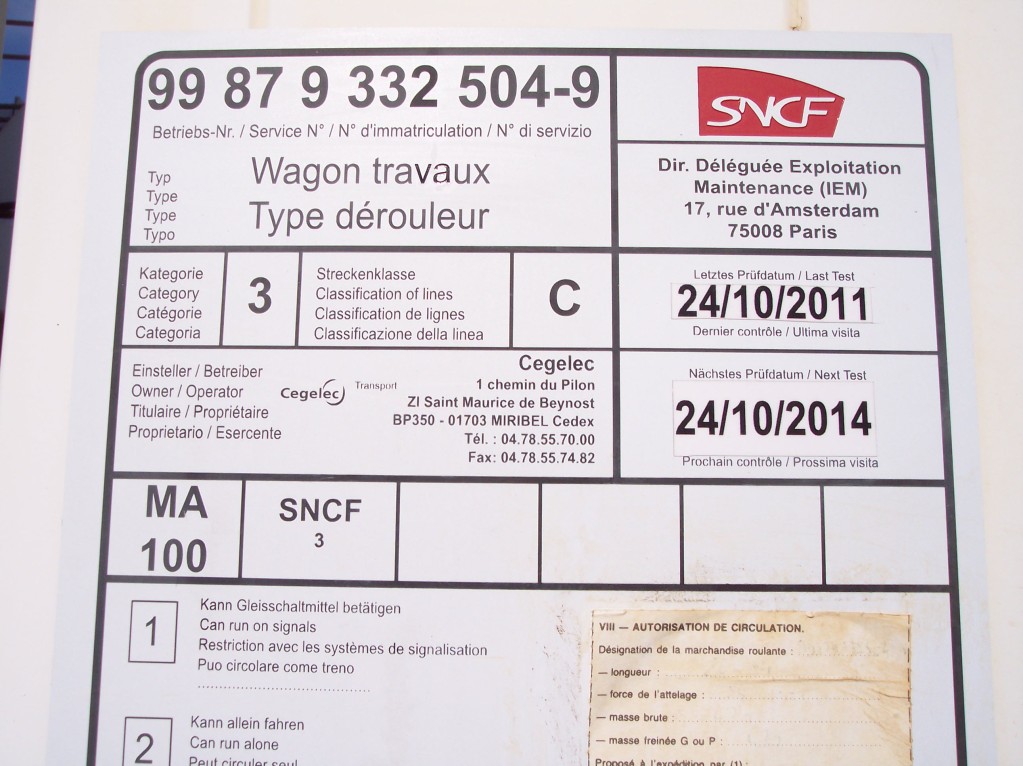 99 87 9 332 504-9
Betriebs-Nr. / Service N° / N° d'immatriculation / N° di servizio
Typ
Type
Type
Typo
Wagon travaux
Type dérouleur
SNCF
Dir. Déléguée Exploitation
Maintenance (IEM)
17, rue d'Amsterdam
75008 Paris
Kategorie
Category
Catégorie
Categoria
3
Streckenklasse
Classification of lines
Classification de lignes
Classificazione della linea
C
Letztes Prüfdatum / Last Test
24/10/2011
Dernier contrôle / Ultima visita
Einsteller / Betreiber
Owner / Operator
Titulaire / Propriétaire
Proprietario / Esercente
Cegelec Transport
Cegelec
1 chemin du Pilon
ZI Saint Maurice de Beynost
BP350 - 01703 MIRIBEL Cedex
Tél. : 04.78.55.70.00
Fax: 04.78.55.74.82
Nächstes Prüfdatum / Next Test
24/10/2014
Prochain contrôle / Prossima visita
MA
100
SNCF
3
1
Kann Gleisschaltmittel betätigen
Can run on signals
Restriction avec les systèmes de signalisation
Puo circolare come treno
2
Kann allein fahren
Can run alone
Peut circuler seul
VIII — AUTORISATION DE CIRCULATION.
Désignation de la marchandise roulante :
— longueur :
— force de l'attelage :
— masse brute :
— masse freinée G ou P :
Proposé à l'expédition par (1) :